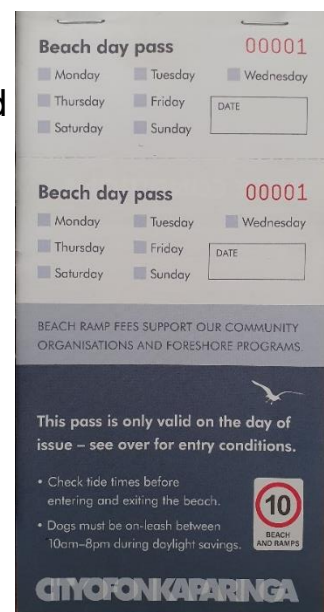 d
Beach day pass 00001
Monday Tuesday Wednesday
Thursday Friday DATE
Saturday Sunday
Beach day pass 00001
Monday Tuesday Wednesday
Thursday Friday DATE
Saturday Sunday
BEACH RAMP FEES SUPPORT OUR COMMUNITY
ORGANISATIONS AND FORESHORE PROGRAMS.
This pass is only valid on the day of
issue – see over for entry conditions.
• Check tide times before
entering and exiting the beach.
• Dogs must be on-leash between
10am–8pm during daylight savings.
10
BEACH
AND RAMPS
CITYOFONKAPARINGA